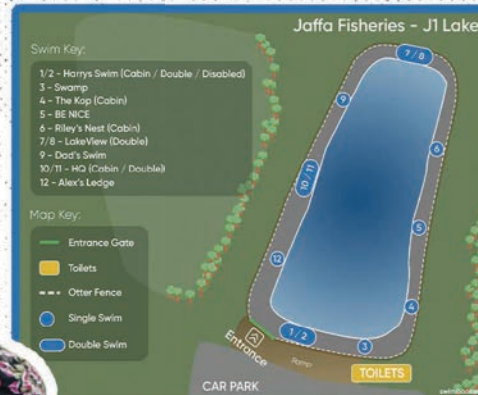 Jaffa Fisheries - J1 Lake
Swim Key:
1/2 - Harrys Swim (Cabin / Double / Disabled)
3 - Swamp
4 - The Kop (Cabin)
5 - BE NICE
6 - Riley's Nest (Cabin)
7/8 - LakeView (Double)
9 - Dad's Swim
10/11 - HQ (Cabin / Double)
12 - Alex's Ledge
Map Key:
Entrance Gate
Toilets
Otter Fence
Single Swim
Double Swim
7 / 8
9
6
10 / 11
5
12
4
1 / 2
3
Entrance
Ramp
TOILETS
CAR PARK